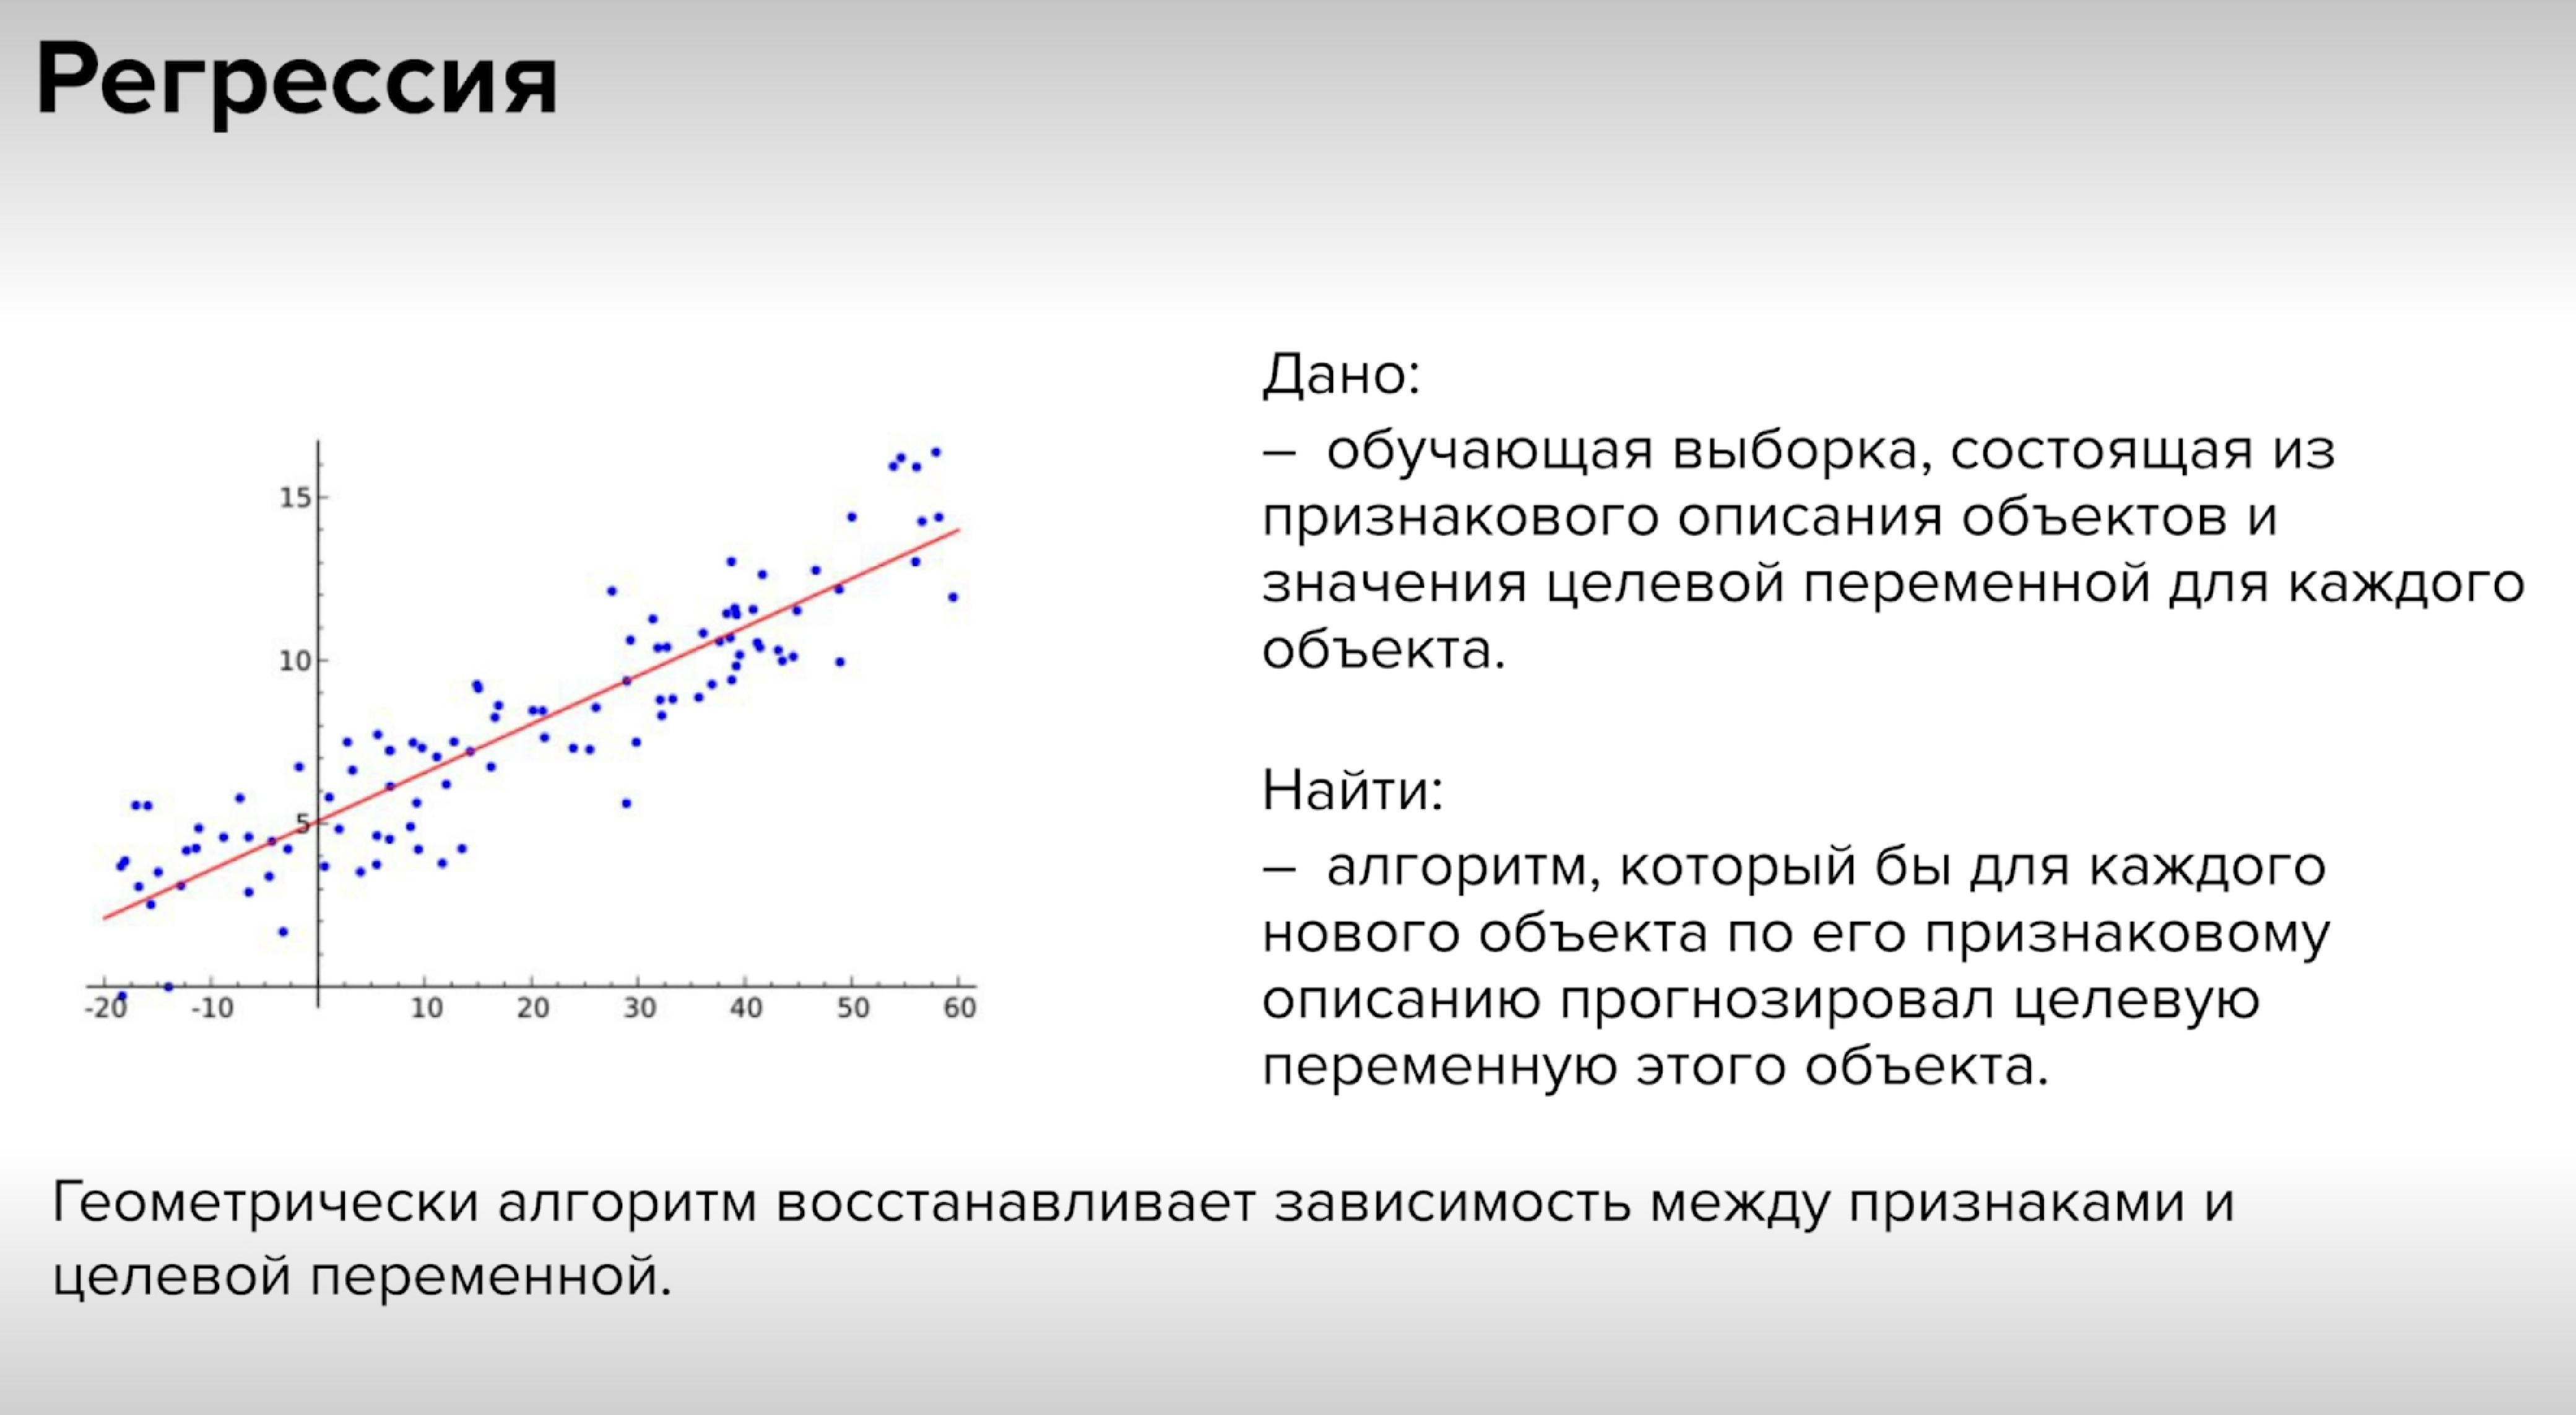 Регрессия
15
10
5
-20 -10 10 20 30 40 50 60
Дано:
– обучающая выборка, состоящая из
признакового описания объектов и
значения целевой переменной для каждого
объекта.
Найти:
– алгоритм, который бы для каждого
нового объекта по его признаковому
описанию прогнозировал целевую
переменную этого объекта.
Геометрически алгоритм восстанавливает зависимость между признаками и
целевой переменной.